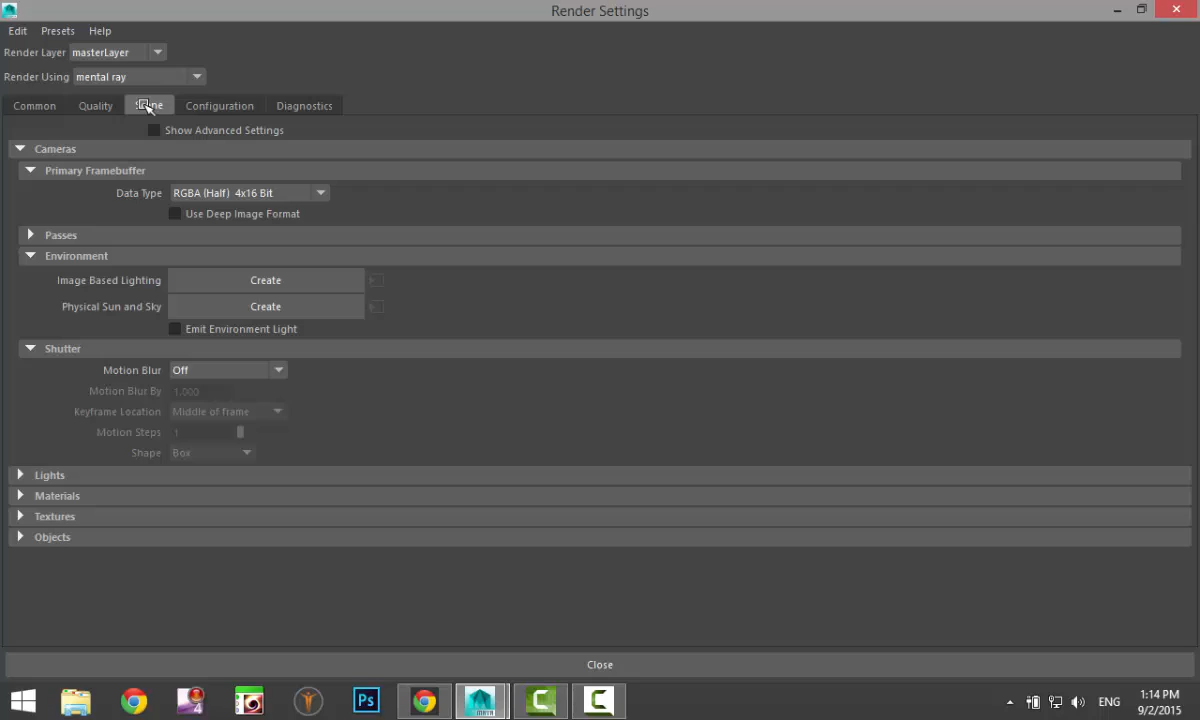 Render Settings
Edit Presets Help
Render Layer masterLayer
Render Using mental ray
Common Quality Configuration Diagnostics
Show Advanced Settings
Cameras
Primary Framebuffer
Data Type RGBA (Half) 4x16 Bit
Use Deep Image Format
Passes
Environment
Image Based Lighting Create
Physical Sun and Sky Create
Emit Environment Light
Shutter
Motion Blur Off
Motion Blur By 1.000
Keyframe Location Middle of frame
Motion Steps 1
Shape Box
Lights
Materials
Textures
Objects
Close
4 Ps ENG 1:14 PM
9/2/2015